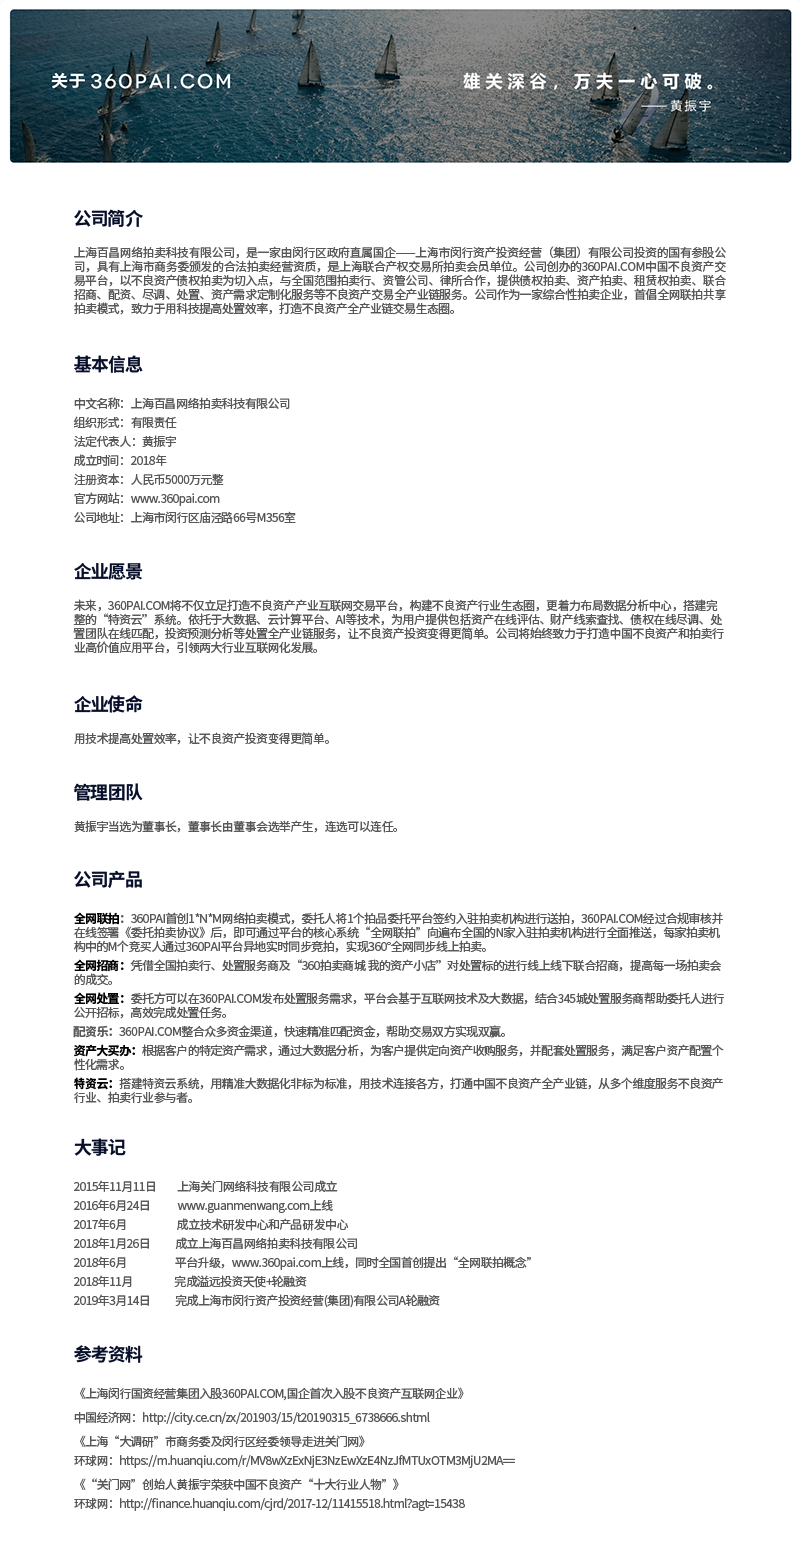 关于360PAI.COM
雄关深谷，万夫一心可破。
——黄振宇
公司简介
上海百昌网络拍卖科技有限公司，是一家由闵行区政府直属国企——上海市闵行资产投资经营（集团）有限公司投资的国有参股公
司，具有上海市商务委颁发的合法拍卖经营资质，是上海联合产权交易所拍卖会员单位。公司创办的360PAI.COM中国不良资产交
易平台，以不良资产债权拍卖为切入点，与全国范围拍卖行、资管公司、律所合作，提供债权拍卖、资产拍卖、租赁权拍卖、联合
招商、配资、尽调、处置、资产需求定制化服务等不良资产交易全产业链服务。公司作为一家综合性拍卖企业，首倡全网联拍共享
拍卖模式，致力于用科技提高处置效率，打造不良资产全产业链交易生态圈。
基本信息
中文名称：上海百昌网络拍卖科技有限公司
组织形式：有限责任
法定代表人：黄振宇
成立时间：2018年
注册资本：人民币5000万元整
官方网站：www.360pai.com
公司地址：上海市闵行区庙泾路66号M356室
企业愿景
未来，360PAI.COM将不仅立足打造不良资产产业互联网交易平台，构建不良资产行业生态圈，更着力布局数据分析中心，搭建完
整的“特资云”系统。依托于大数据、云计算平台、AI等技术，为用户提供包括资产在线评估、财产线索查找、债权在线尽调、处
置团队在线匹配，投资预测分析等处置全产业链服务，让不良资产投资变得更简单。公司将始终致力于打造中国不良资产和拍卖行
业高价值应用平台，引领两大行业互联网化发展。
企业使命
用技术提高处置效率，让不良资产投资变得更简单。
管理团队
黄振宇当选为董事长，董事长由董事会选举产生，连选可以连任。
公司产品
全网联拍：360PAI首创1*N*M网络拍卖模式，委托人将1个拍品委托平台签约入驻拍卖机构进行送拍，360PAI.COM经过合规审核并
在线签署《委托拍卖协议》后，即可通过平台的核心系统“全网联拍”向遍布全国的N家入驻拍卖机构进行全面推送，每家拍卖机
构中的M个竞买人通过360PAI平台异地实时同步竞拍，实现360°全网同步线上拍卖。
全网招商：凭借全国拍卖行、处置服务商及“360拍卖商城 我的资产小店”对处置标的进行线上线下联合招商，提高每一场拍卖会
的成交。
全网处置：委托方可以在360PAI.COM发布处置服务需求，平台会基于互联网技术及大数据，结合345城处置服务商帮助委托人进行
公开招标，高效完成处置任务。
配资乐：360PAI.COM整合众多资金渠道，快速精准匹配资金，帮助交易双方实现双赢。
资产大买办：根据客户的特定资产需求，通过大数据分析，为客户提供定向资产收购服务，并配套处置服务，满足客户资产配置个
性化需求。
特资云：搭建特资云系统，用精准大数据化非标为标准，用技术连接各方，打通中国不良资产全产业链，从多个维度服务不良资产
行业、拍卖行业参与者。
大事记
2015年11月11日 上海关门网络科技有限公司成立
2016年6月24日 www.guanmenwang.com上线
2017年6月 成立技术研发中心和产品研发中心
2018年1月26日 成立上海百昌网络拍卖科技有限公司
2018年6月 平台升级，www.360pai.com上线，同时全国首创提出“全网联拍概念”
2018年11月 完成溢远投资天使+轮融资
2019年3月14日 完成上海市闵行资产投资经营(集团)有限公司A轮融资
参考资料
《上海闵行国资经营集团入股360PAI.COM,国企首次入股不良资产互联网企业》
中国经济网：http://city.ce.cn/zx/201903/15/t20190315_6738666.shtml
《上海“大调研”市商务委及闵行区经委领导走进关门网》
环球网：https://m.huanqiu.com/r/MV8wXzExNjE3NzEwXzE4NzJfMTUxOTM3MjU2MA==
《“关门网”创始人黄振宇荣获中国不良资产“十大行业人物”》
环球网：http://finance.huanqiu.com/cjrd/2017-12/11415518.html?agt=15438